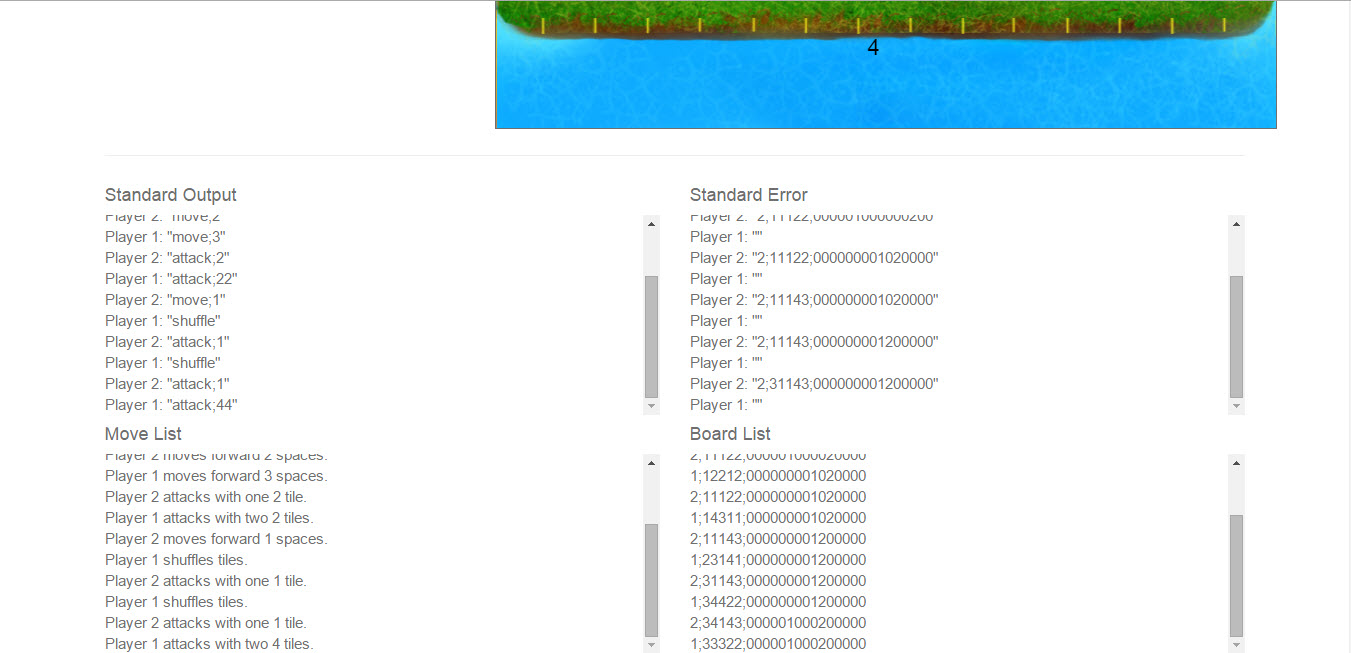 4
Standard Output
Player 2: "move;2"
Player 1: "move;3"
Player 2: "attack;2"
Player 1: "attack;22"
Player 2: "move;1"
Player 1: "shuffle"
Player 2: "attack;1"
Player 1: "shuffle"
Player 2: "attack;1"
Player 1: "attack;44"
Standard Error
Player 2: "2;11122;000001000000200"
Player 1: ""
Player 2: "2;11122;000000001020000"
Player 1: ""
Player 2: "2;11143;000000001020000"
Player 1: ""
Player 2: "2;11143;000000001200000"
Player 1: ""
Player 2: "2;31143;000000001200000"
Player 1: ""
Move List
Player 2 moves forward 2 spaces.
Player 1 moves forward 3 spaces.
Player 2 attacks with one 2 tile.
Player 1 attacks with two 2 tiles.
Player 2 moves forward 1 spaces.
Player 1 shuffles tiles.
Player 2 attacks with one 1 tile.
Player 1 shuffles tiles.
Player 2 attacks with one 1 tile.
Player 1 attacks with two 4 tiles.
Board List
2;11122;000001000020000
1;12212;000000001020000
2;11122;000000001020000
1;14311;000000001020000
2;11143;000000001200000
1;23141;000000001200000
2;31143;000000001200000
1;34422;000000001200000
2;34143;000001000200000
1;33322;000001000200000